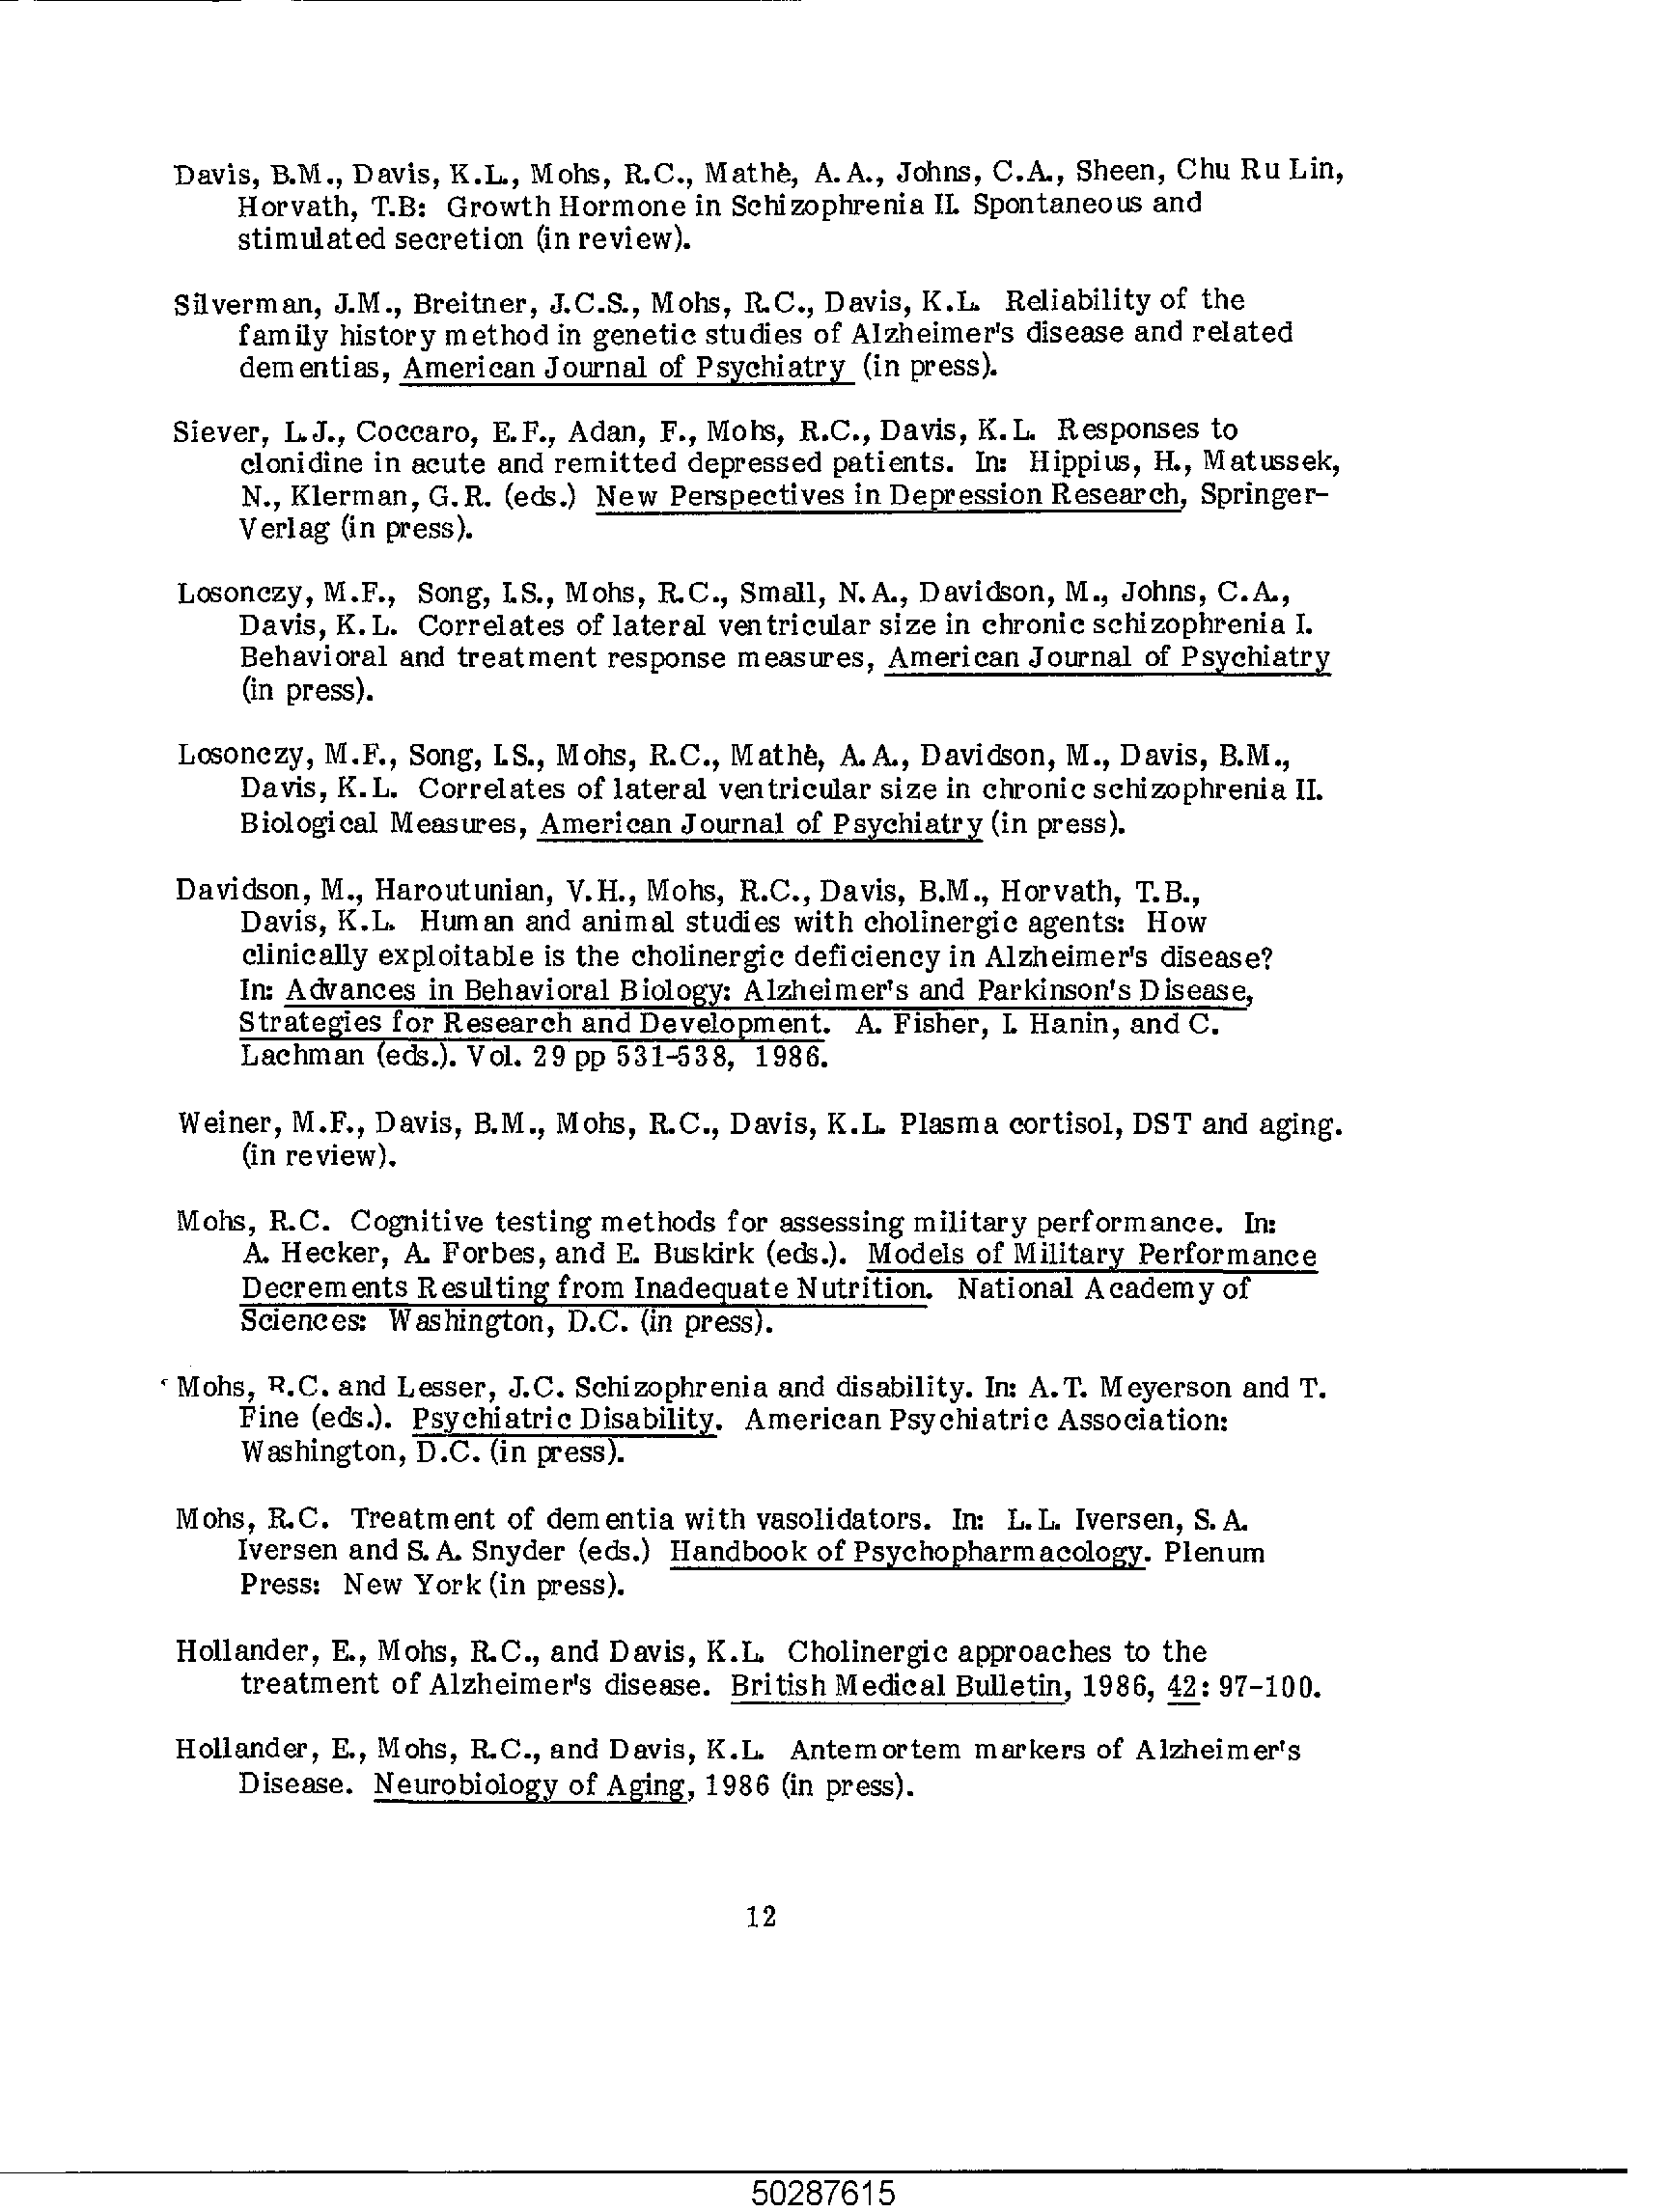 Davis, B.M., Davis, K.L., Mohs, R.C., Mathè, A.A., Johns, C.A., Sheen, Chu Ru Lin,
Horvath, T.B: Growth Hormone in Schizophrenia II. Spontaneous and
stimulated secretion (in review).
Silverman, J.M., Breitner, J.C.S., Mohs, R.C., Davis, K.L. Reliability of the
family history method in genetic studies of Alzheimer's disease and related
dementias, American Journal of Psychiatry (in press).
Siever, L.J., Coccaro, E.F., Adan, F., Mohs, R.C., Davis, K.L. Responses to
clonidine in acute and remitted depressed patients. In: Hippius, H., Matussek,
N., Klerman, G.R. (eds.) New Perspectives in Depression Research, Springer-
Verlag (in press).
Losonczy, M.F., Song, I.S., Mohs, R.C., Small, N.A., Davidson, M., Johns, C.A.,
Davis, K.L. Correlates of lateral ventricular size in chronic schizophrenia I.
Behavioral and treatment response measures, American Journal of Psychiatry
(in press).
Losonczy, M.F., Song, I.S., Mohs, R.C., Mathè, A.A., Davidson, M., Davis, B.M.,
Davis, K.L. Correlates of lateral ventricular size in chronic schizophrenia II.
Biological Measures, American Journal of Psychiatry (in press).
Davidson, M., Haroutunian, V.H., Mohs, R.C., Davis, B.M., Horvath, T.B.,
Davis, K.L. Human and animal studies with cholinergic agents: How
clinically exploitable is the cholinergic deficiency in Alzheimer's disease?
In: Advances in Behavioral Biology: Alzheimer's and Parkinson's Disease,
Strategies for Research and Development. A. Fisher, I. Hanin, and C.
Lachman (eds.). Vol. 29 pp 531-538, 1986.
Weiner, M.F., Davis, B.M., Mohs, R.C., Davis, K.L. Plasma cortisol, DST and aging.
(in review).
Mohs, R.C. Cognitive testing methods for assessing military performance. In:
A. Hecker, A. Forbes, and E. Buskirk (eds.). Models of Military Performance
Decrements Resulting from Inadequate Nutrition. National Academy of
Sciences: Washington, D.C. (in press).
Mohs, R.C. and Lesser, J.C. Schizophrenia and disability. In: A.T. Meyerson and T.
Fine (eds.). Psychiatric Disability. American Psychiatric Association:
Washington, D.C. (in press).
Mohs, R.C. Treatment of dementia with vasolidators. In: L.L. Iversen, S.A.
Iversen and S.A. Snyder (eds.) Handbook of Psychopharmacology. Plenum
Press: New York (in press).
Hollander, E., Mohs, R.C., and Davis, K.L. Cholinergic approaches to the
treatment of Alzheimer's disease. British Medical Bulletin, 1986, 42: 97-100.
Hollander, E., Mohs, R.C., and Davis, K.L. Antemortem markers of Alzheimer's
Disease. Neurobiology of Aging, 1986 (in press).
12
50287615